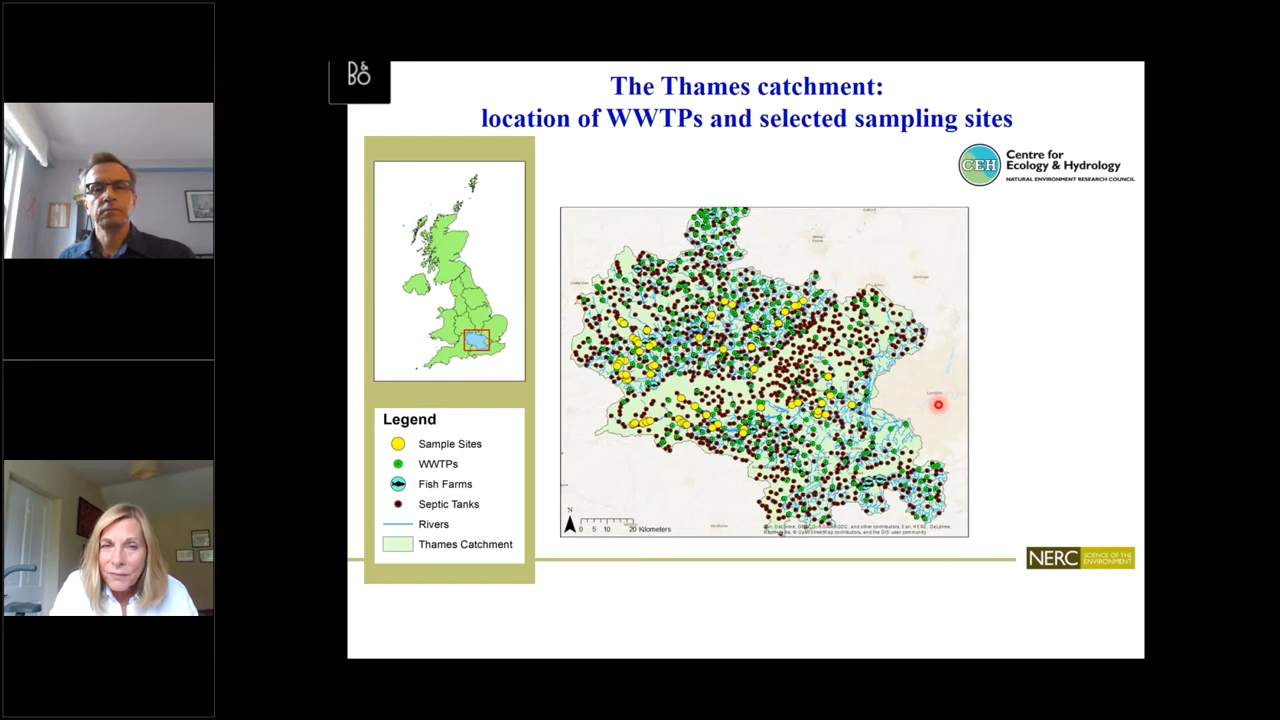 D&
BO
The Thames catchment:
location of WWTPs and selected sampling sites
CEH
Centre for
Ecology & Hydrology
NATURAL ENVIRONMENT RESEARCH COUNCIL
Legend
Sample Sites
WWTPs
Fish Farms
Septic Tanks
Rivers
Thames Catchment
N
0 5 10 20 Kilometers
NERC
SCIENCE OF THE
ENVIRONMENT